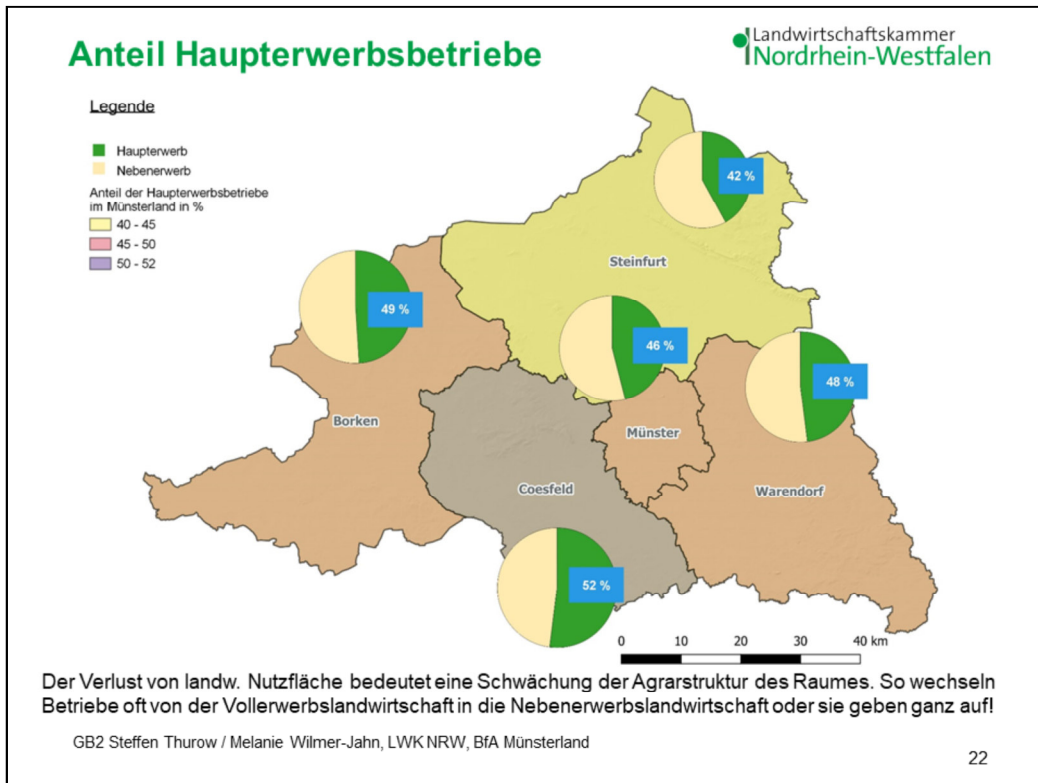 Anteil Haupterwerbsbetriebe
Landwirtschaftskammer
Nordrhein-Westfalen
Legende
Haupterwerb
Nebenerwerb
Anteil der Haupterwerbsbetriebe
im Münsterland in %
40 - 45
45 - 50
50 - 52
42 %
Steinfurt
49 %
46 %
48 %
Borken
Münster
Coesfeld
Warendorf
52 %
0 10 20 30 40 km
Der Verlust von landw. Nutzfläche bedeutet eine Schwächung der Agrarstruktur des Raumes. So wechseln
Betriebe oft von der Vollerwerbslandwirtschaft in die Nebenerwerbslandwirtschaft oder sie geben ganz auf!
GB2 Steffen Thurow / Melanie Wilmer-Jahn, LWK NRW, BfA Münsterland
22